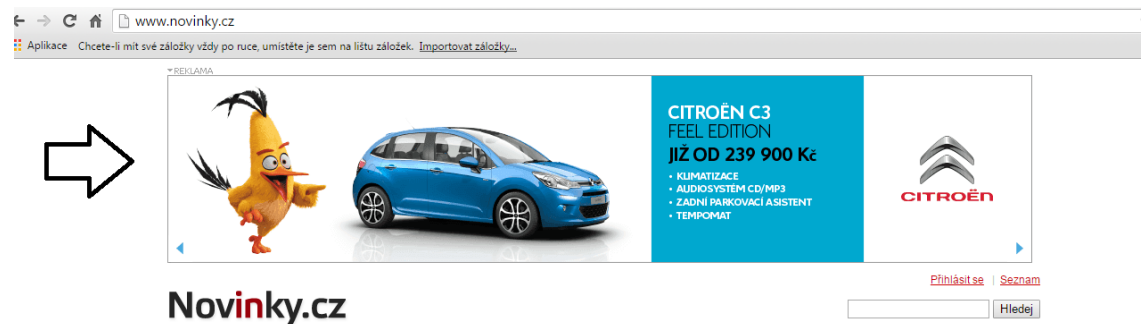 www.novinky.cz
Aplikace Chcete-li mít své záložky vždy po ruce, umístěte je sem na lištu záložek. Importovat záložky...
REKLAMA
CITROËN C3
FEEL EDITION
JIŽ OD 239 900 Kč
• KLIMATIZACE
• AUDIOSYSTÉM CD/MP3
• ZADNÍ PARKOVACÍ ASISTENT
• TEMPOMAT
CITROËN
Přihlásit se | Seznam
Novinky.cz
Hledej